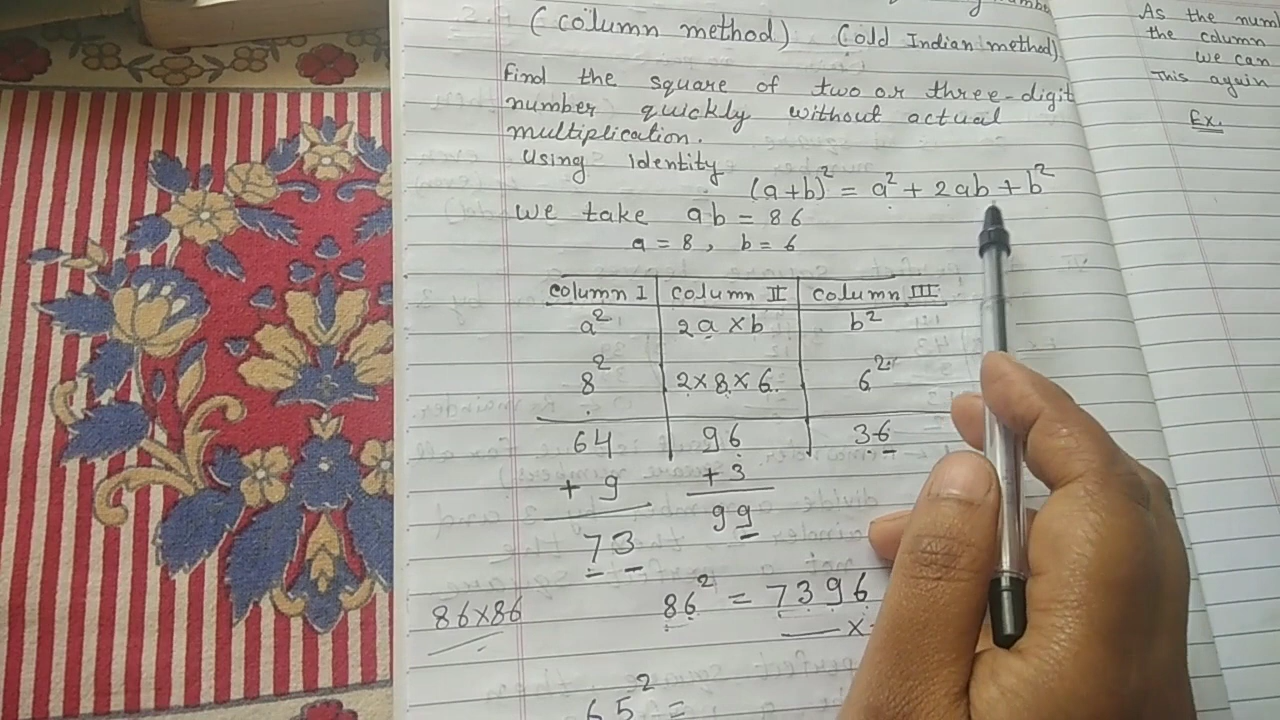 (column method) (old Indian method)
Find the square of two or three-digit
number quickly without actual
multiplication.
Using Identity
(a+b)² = a² + 2ab + b²
We take ab = 86
a = 8, b = 6
column I column II column III
a² 2a × b b²
8² 2×8×6 6²
64 96 36
+ 9 + 3
99
73
86² = 7396
86×86
65² =
As the num
the column
we can
This again
Ex.